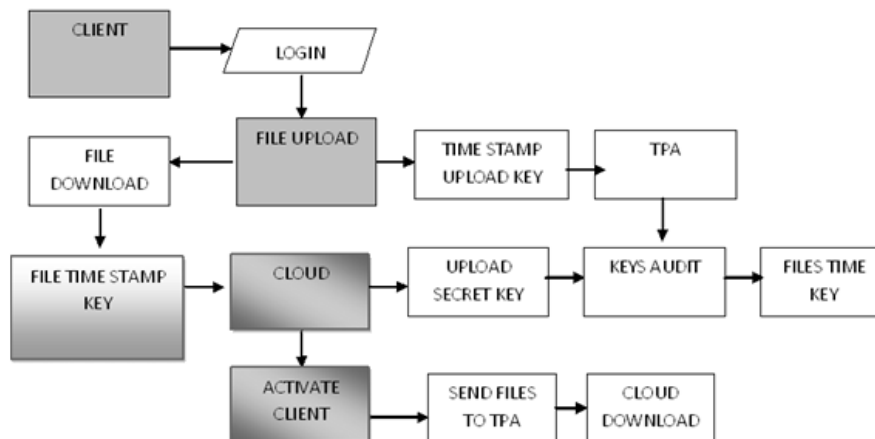 CLIENT
LOGIN
FILE UPLOAD
TIME STAMP
UPLOAD KEY
TPA
FILE
DOWNLOAD
FILE TIME STAMP
KEY
CLOUD
UPLOAD
SECRET KEY
KEYS AUDIT
FILES TIME
KEY
ACTIVATE
CLIENT
SEND FILES
TO TPA
CLOUD
DOWNLOAD